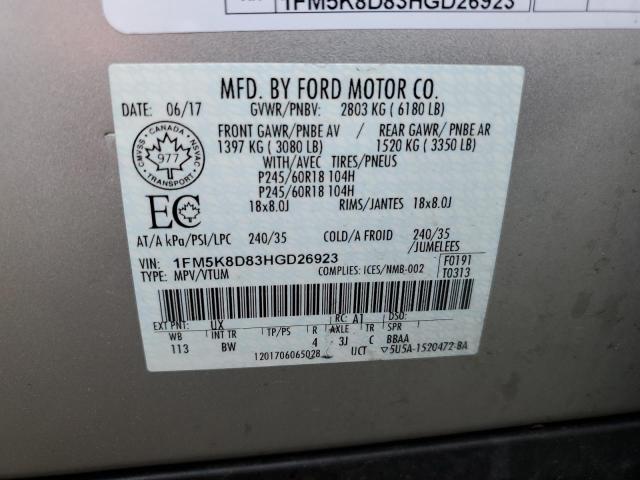 1FM5K8D83HGD26923
MFD. BY FORD MOTOR CO.
DATE: 06/17 GVWR/PNBV: 2803 KG ( 6180 LB)
FRONT GAWR/PNBE AV / REAR GAWR/ PNBE AR
1397 KG ( 3080 LB) 1520 KG ( 3350 LB)
WITH/AVEC TIRES/PNEUS
P245/60R18 104H
P245/60R18 104H
18x8.0J RIMS/JANTES 18x8.0J
CANADA
CMVSS NSVAC
977
TRANSPORT
EC
AT/A kPa/PSI/LPC 240/35 COLD/A FROID 240/35
/JUMELEES
VIN: 1FM5K8D83HGD26923 F0191
TYPE: MPV/VTUM COMPLIES: ICES/NMB-002 T0313
EXT PNT: UX RC: A1 DSO:
WB INT TR TP/PS R AXLE TR SPR
113 BW 4 3J C BBAA
1201706065028 UCT ▽5U5A-1520472-BA